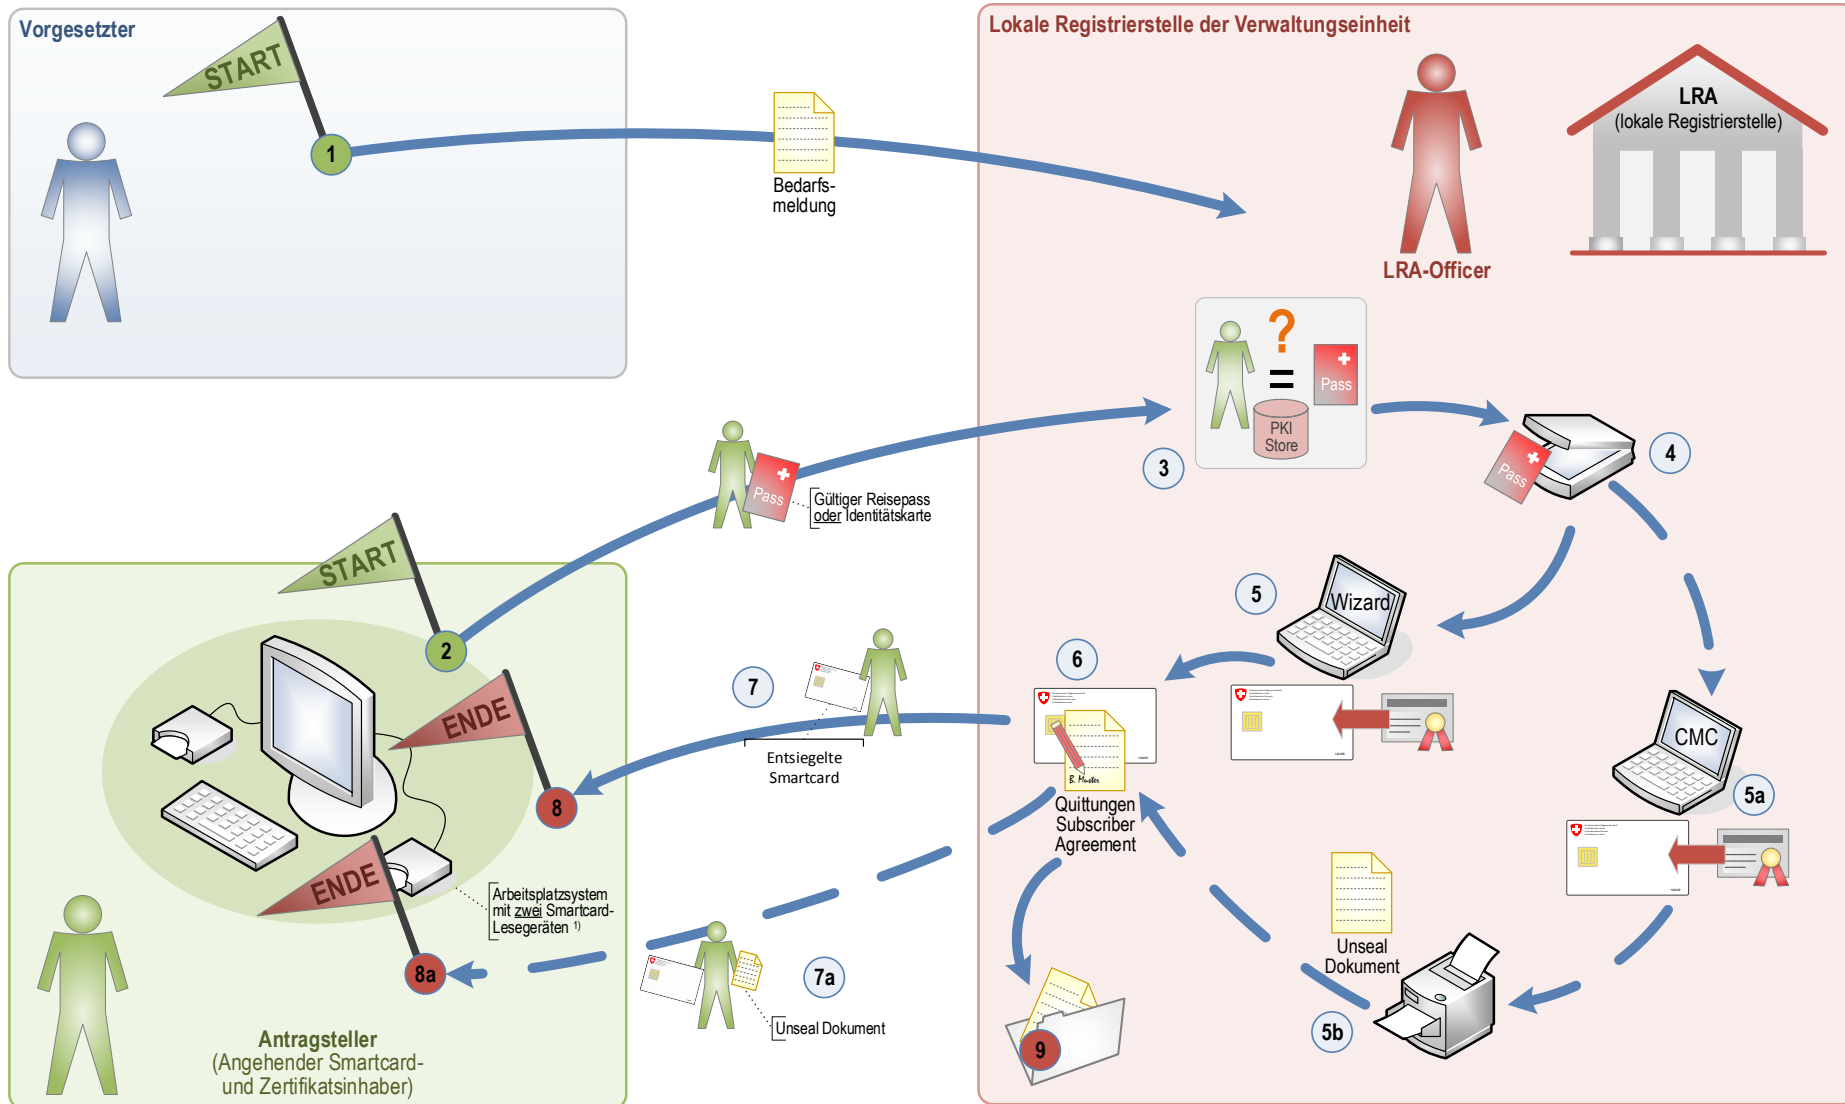 Vorgesetzter
START
1
Bedarfs-
meldung
Lokale Registrierstelle der Verwaltungseinheit
LRA
(lokale Registrierstelle)
LRA-Officer
?
=
Pass
PKI
Store
3
Pass
4
Pass
Gültiger Reisepass
oder Identitätskarte
START
2
ENDE
8
ENDE
8a
Arbeitsplatzsystem
mit zwei Smartcard-
Lesegeräten 1)
Antragsteller
(Angehender Smartcard-
und Zertifikatsinhaber)
7
Entsiegelte
Smartcard
7a
Unseal Dokument
5
Wizard
6
B. Muster
Quittungen
Subscriber
Agreement
CMC
5a
Unseal
Dokument
5b
9